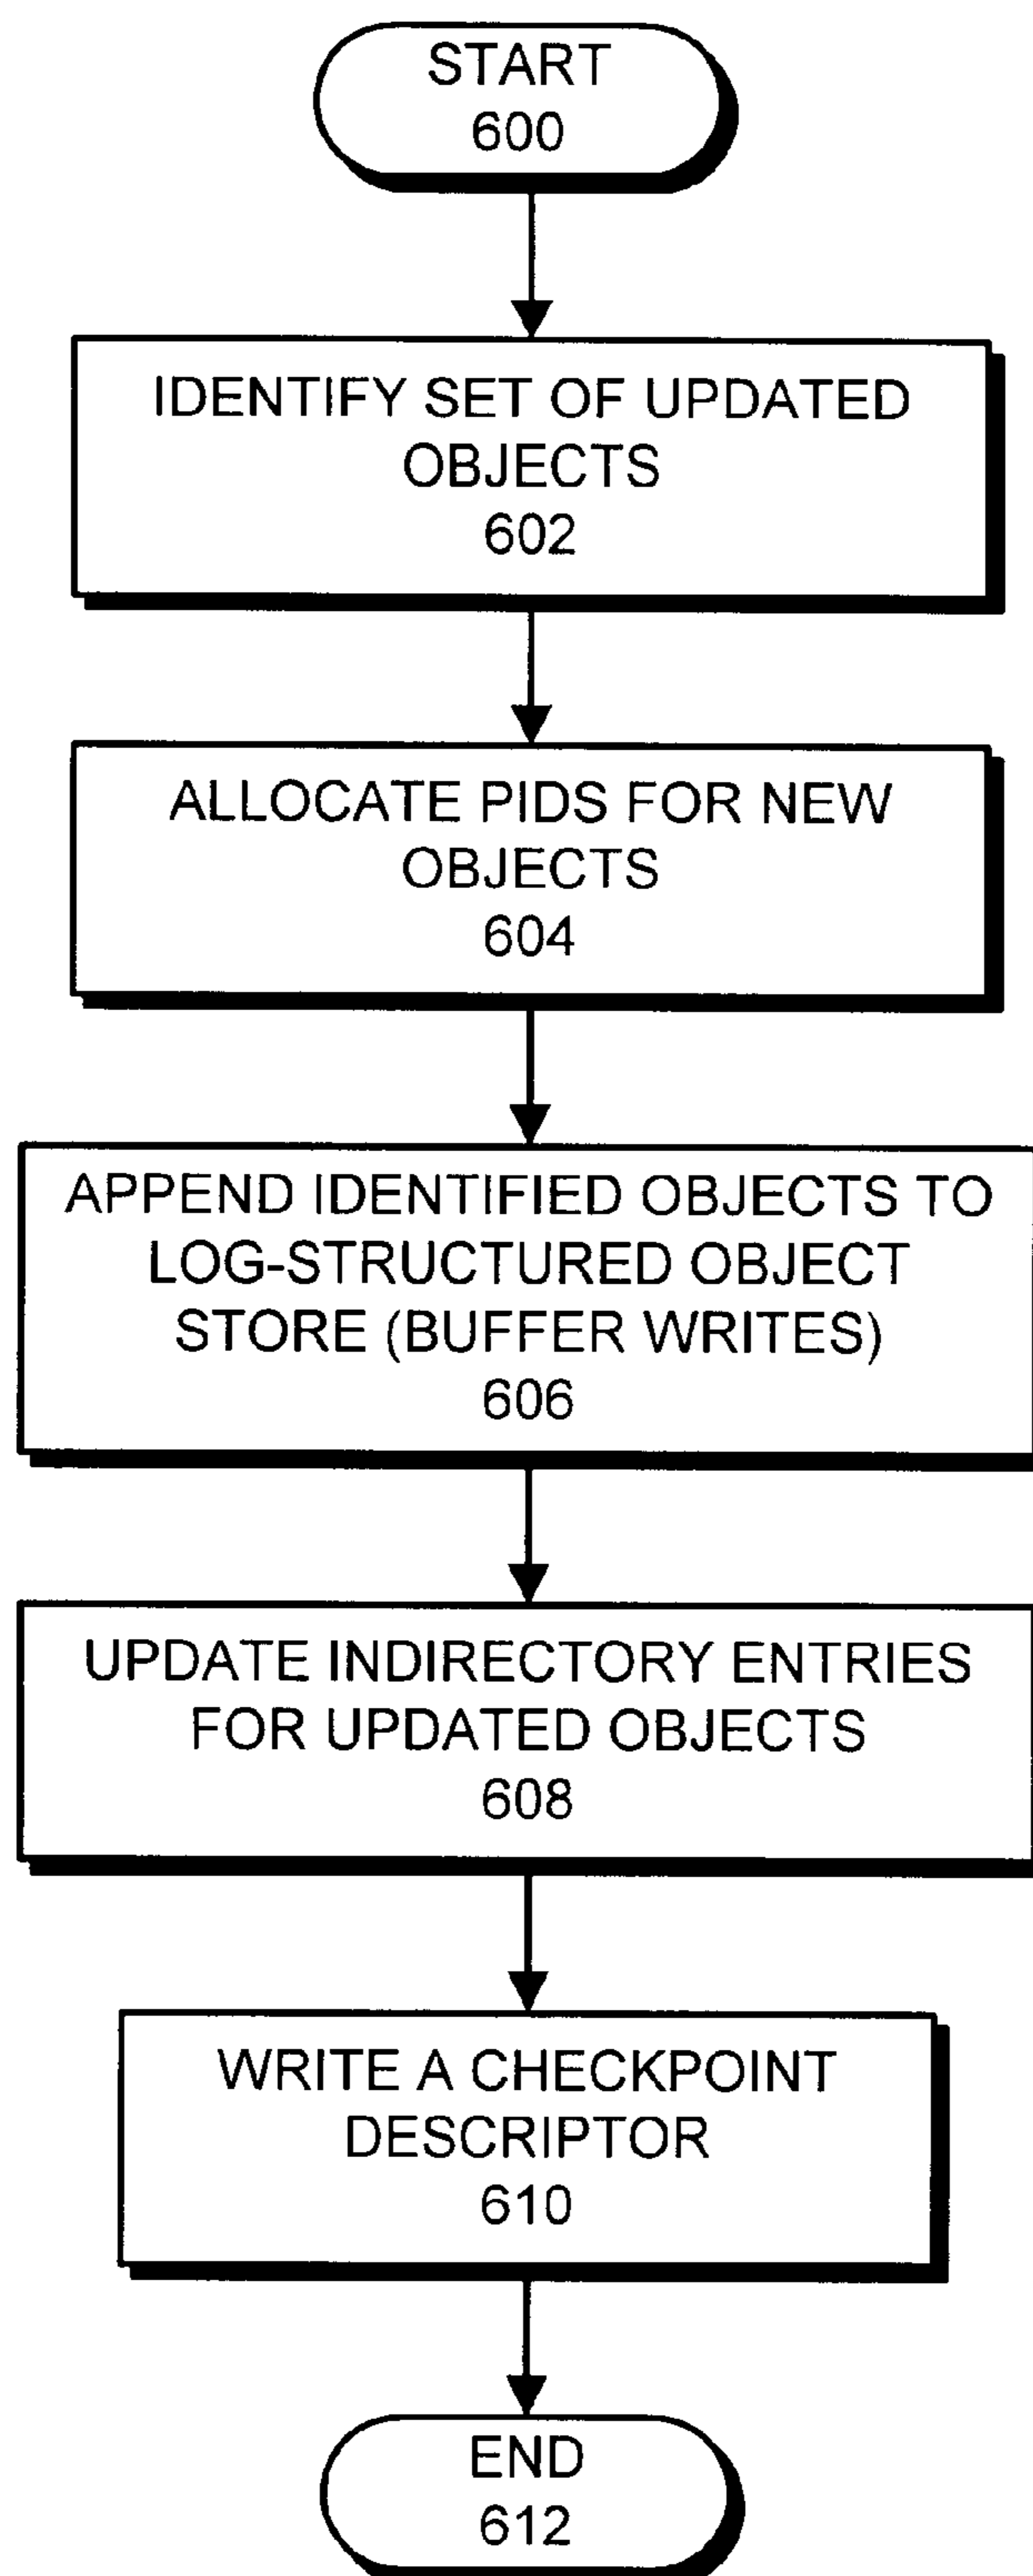 START
600
IDENTIFY SET OF UPDATED
OBJECTS
602
ALLOCATE PIDS FOR NEW
OBJECTS
604
APPEND IDENTIFIED OBJECTS TO
LOG-STRUCTURED OBJECT
STORE (BUFFER WRITES)
606
UPDATE INDIRECTORY ENTRIES
FOR UPDATED OBJECTS
608
WRITE A CHECKPOINT
DESCRIPTOR
610
END
612